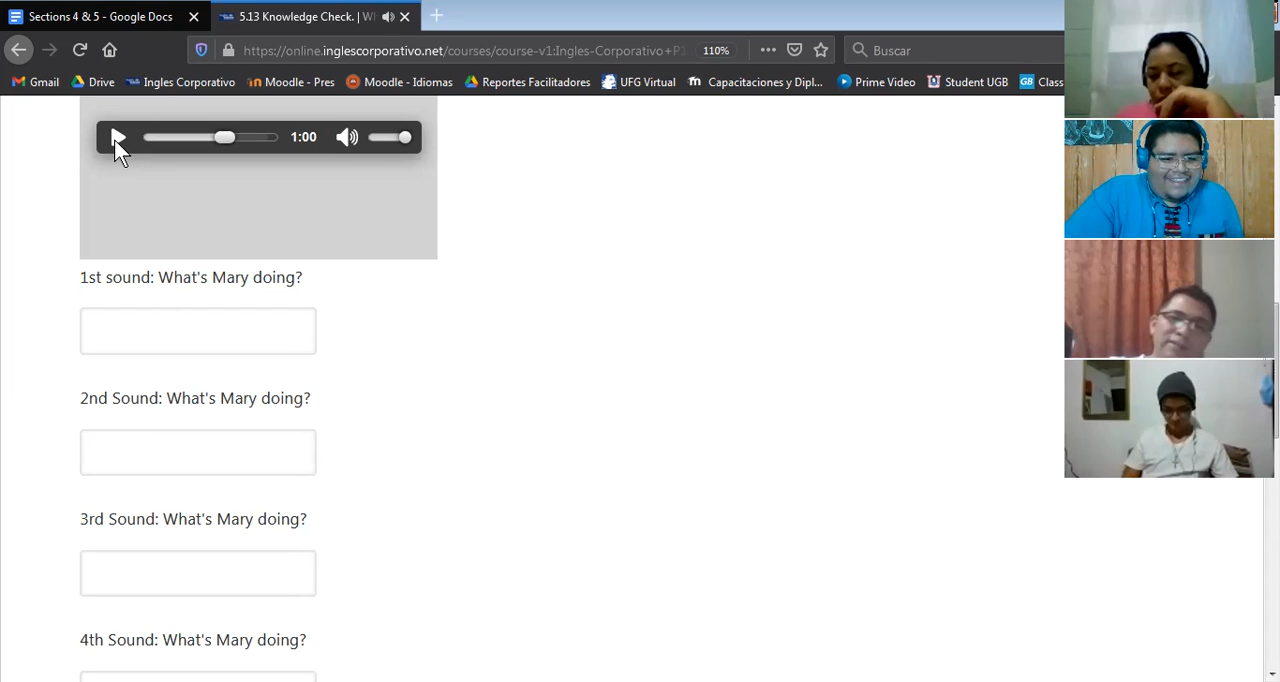 Sections 4 & 5 - Google Docs
5.13 Knowledge Check. | Wh
https://online.inglescorporativo.net/courses/course-v1:Ingles-Corporativo+P1
110%
Buscar
Gmail
Drive
Ingles Corporativo
Moodle - Pres
Moodle - Idiomas
Reportes Facilitadores
UFG Virtual
Capacitaciones y Dipl...
Prime Video
Student UGB
GB
Class
1:00
1st sound: What's Mary doing?
2nd Sound: What's Mary doing?
3rd Sound: What's Mary doing?
4th Sound: What's Mary doing?